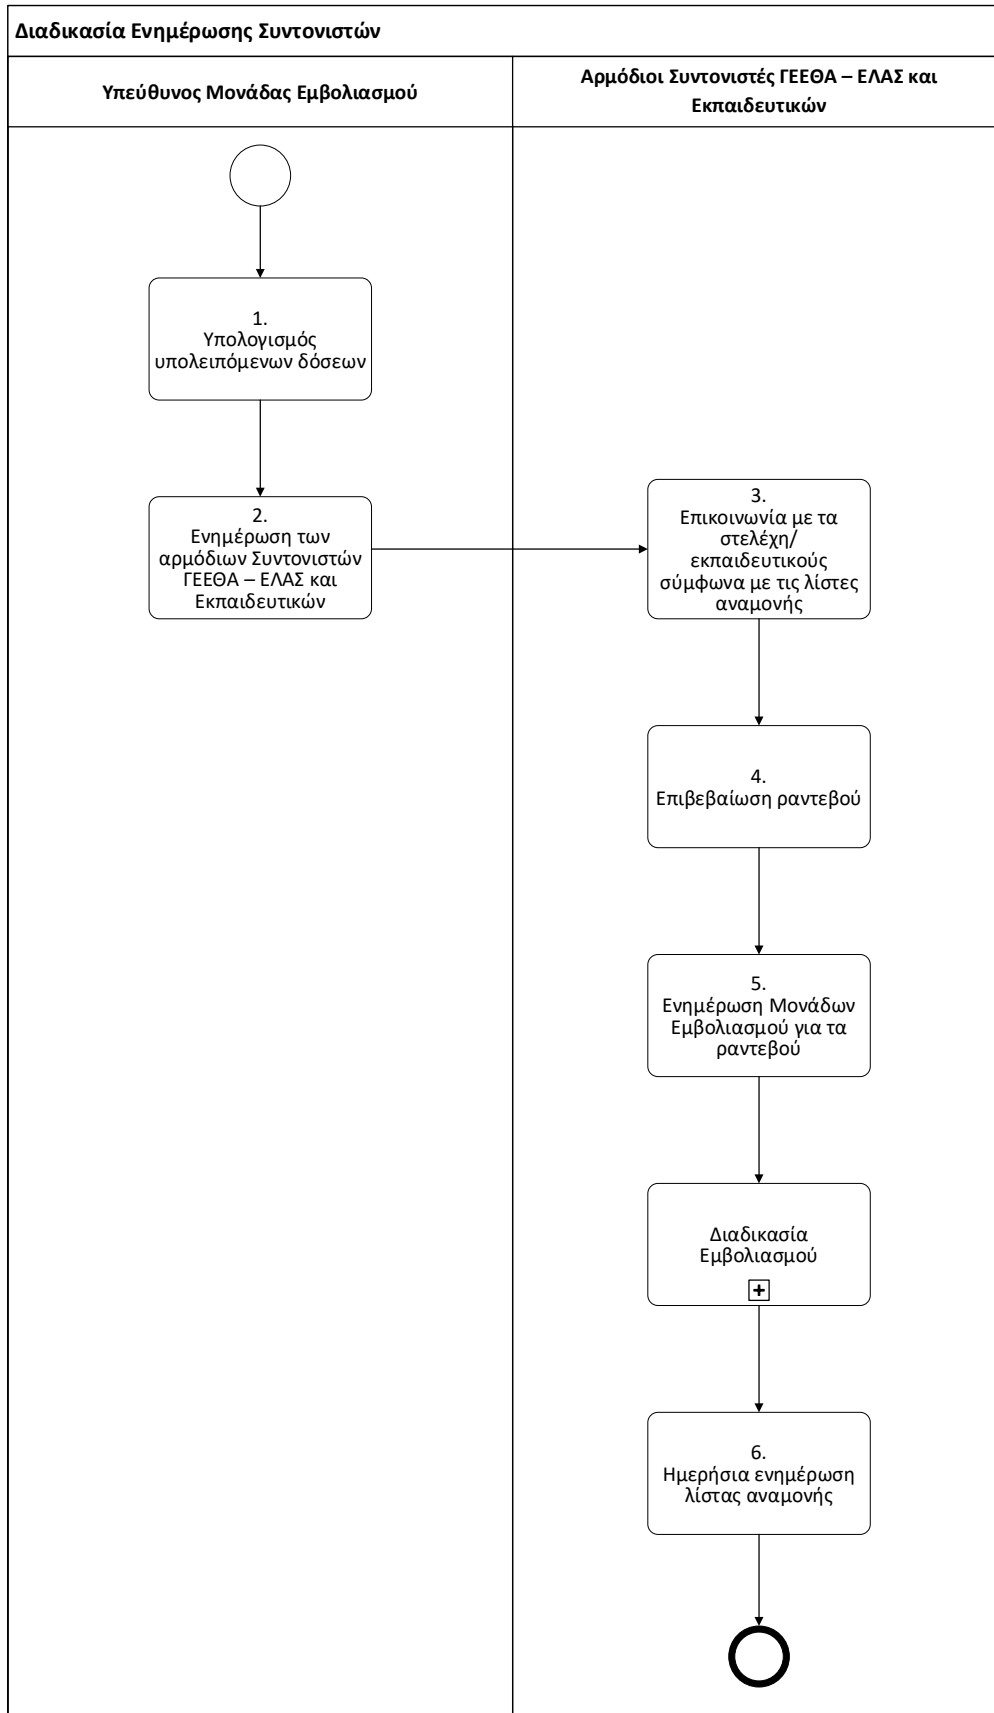 Διαδικασία Ενημέρωσης Συντονιστών
Υπεύθυνος Μονάδας Εμβολιασμού
Αρμόδιοι Συντονιστές ΓΕΕΘΑ – ΕΛΑΣ και
Εκπαιδευτικών
1.
Υπολογισμός
υπολειπόμενων δόσεων
2.
Ενημέρωση των
αρμόδιων Συντονιστών
ΓΕΕΘΑ – ΕΛΑΣ και
Εκπαιδευτικών
3.
Επικοινωνία με τα
στελέχη/
εκπαιδευτικούς
σύμφωνα με τις λίστες
αναμονής
4.
Επιβεβαίωση ραντεβού
5.
Ενημέρωση Μονάδων
Εμβολιασμού για τα
ραντεβού
Διαδικασία
Εμβολιασμού
6.
Ημερήσια ενημέρωση
λίστας αναμονής